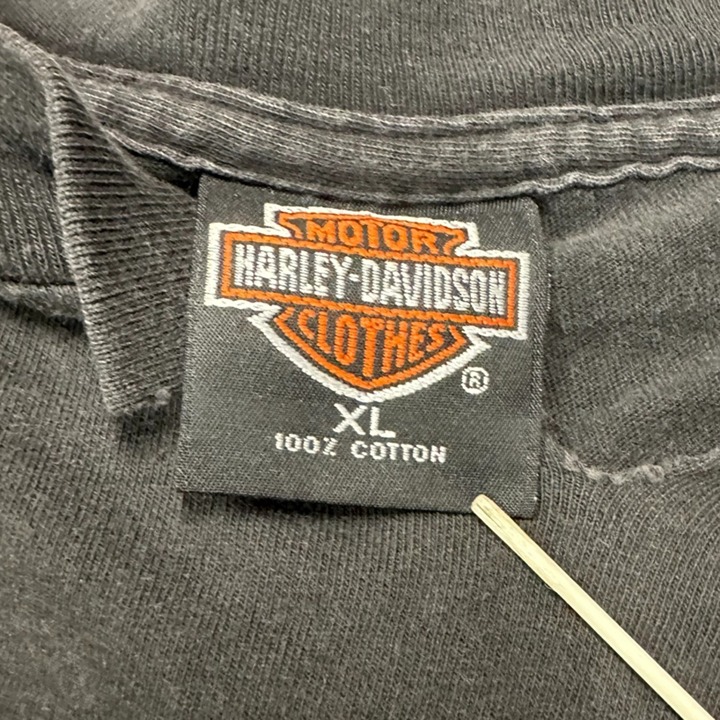 MOTOR
HARLEY-DAVIDSON
CLOTHES
®
XL
100% COTTON